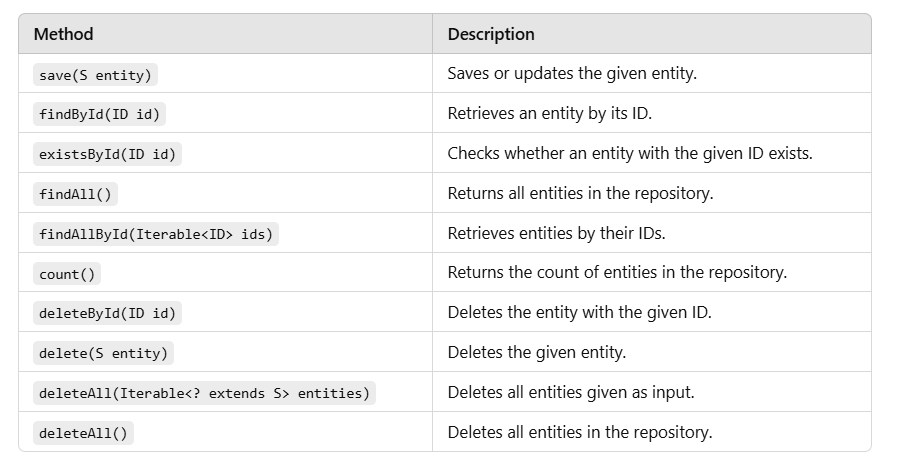 Method Description
save(S entity) Saves or updates the given entity.
findById(ID id) Retrieves an entity by its ID.
existsById(ID id) Checks whether an entity with the given ID exists.
findAll() Returns all entities in the repository.
findAllById(Iterable<ID> ids) Retrieves entities by their IDs.
count() Returns the count of entities in the repository.
deleteById(ID id) Deletes the entity with the given ID.
delete(S entity) Deletes the given entity.
deleteAll(Iterable<? extends S> entities) Deletes all entities given as input.
deleteAll() Deletes all entities in the repository.